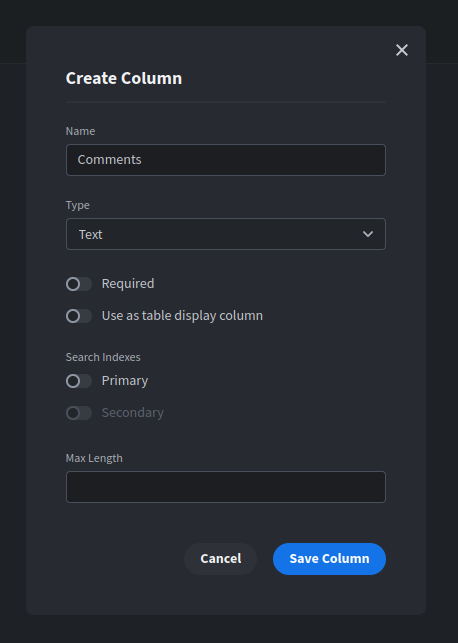 Create Column
Name
Comments
Type
Text
Required
Use as table display column
Search Indexes
Primary
Secondary
Max Length
Cancel Save Column